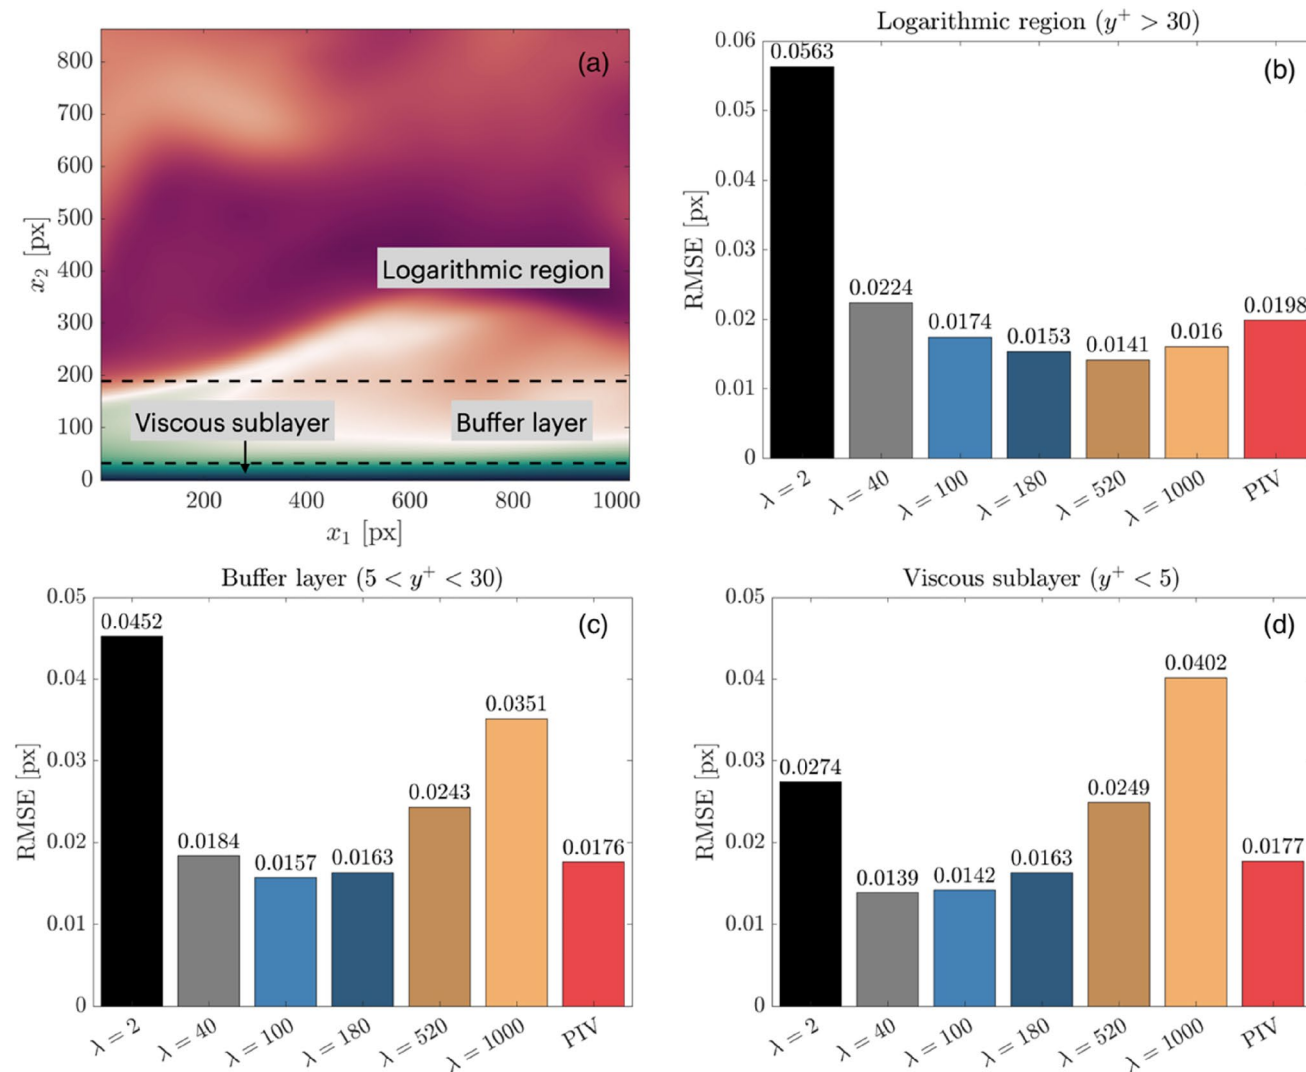 (a)
800
700
600
500
400
300
200
100
0
x₂ [px]
Logarithmic region
Viscous sublayer
Buffer layer
200
400
600
800
1000
x₁ [px]
Logarithmic region (y⁺ > 30)
(b)
0.06
0.05
0.04
0.03
0.02
0.01
0
RMSE [px]
0.0563
0.0224
0.0174
0.0153
0.0141
0.016
0.0198
λ = 2
λ = 40
λ = 100
λ = 180
λ = 520
λ = 1000
PIV
Buffer layer (5 < y⁺ < 30)
(c)
0.05
0.04
0.03
0.02
0.01
0
RMSE [px]
0.0452
0.0184
0.0157
0.0163
0.0243
0.0351
0.0176
λ = 2
λ = 40
λ = 100
λ = 180
λ = 520
λ = 1000
PIV
Viscous sublayer (y⁺ < 5)
(d)
0.05
0.04
0.03
0.02
0.01
0
RMSE [px]
0.0274
0.0139
0.0142
0.0163
0.0249
0.0402
0.0177
λ = 2
λ = 40
λ = 100
λ = 180
λ = 520
λ = 1000
PIV